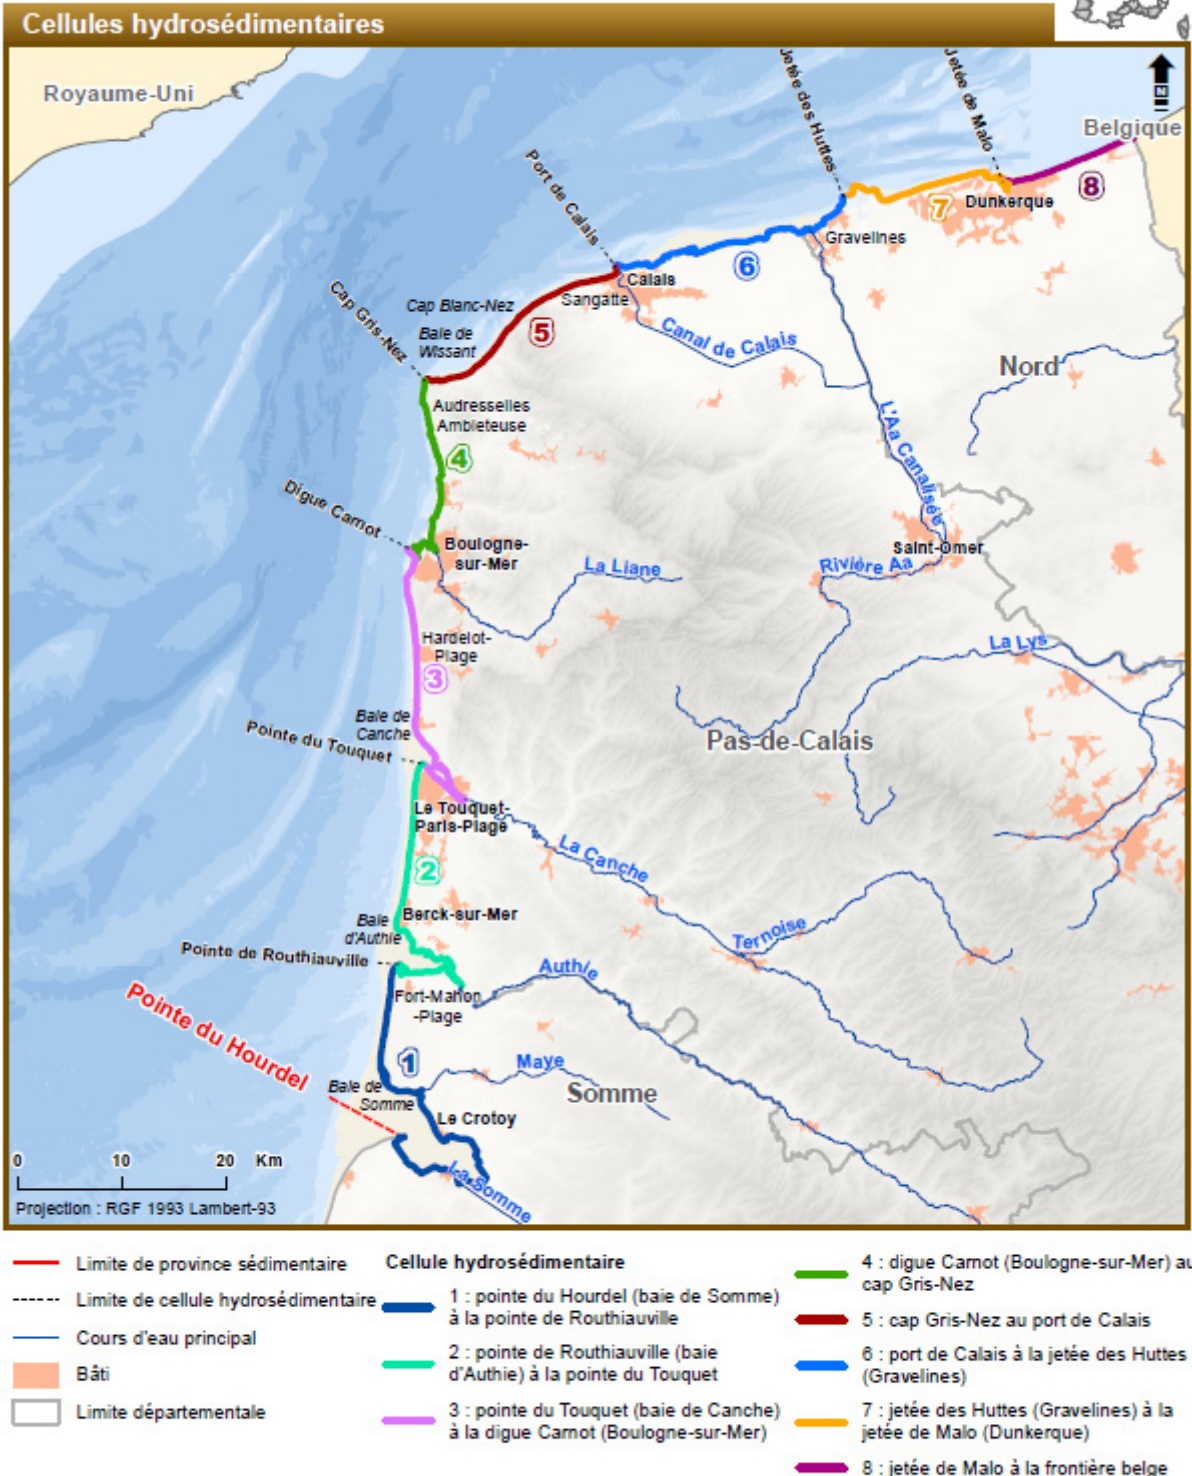 Cellules hydrosédimentaires
Royaume-Uni
Belgique
Jetée des Huttes
Jetée de Malo
Port de Calais
Dunkerque
8
7
Gravelines
6
Calais
Sangatte
Cap Gris-Nez
Cap Blanc-Nez
Baie de
Wissant
5
Canal de Calais
Nord
Audresselles
Ambleteuse
4
L'Aa Canalisée
Digue Carnot
Boulogne-
sur-Mer
La Liane
Saint-Omer
Rivière Aa
Hardelot-
Plage
3
La Lys
Baie de
Canche
Pointe du Touquet
Pas-de-Calais
Le Touquet-
Paris-Plage
2
La Canche
Baie
d'Authie
Berck-sur-Mer
Ternoise
Pointe de Routhiauville
Authie
Fort-Mahon
-Plage
Pointe du Hourdel
1
Maye
Baie de
Somme
Somme
Le Crotoy
La Somme
0 10 20 Km
Projection : RGF 1993 Lambert-93
Limite de province sédimentaire
Limite de cellule hydrosédimentaire
Cours d'eau principal
Bâti
Limite départementale
Cellule hydrosédimentaire
1 : pointe du Hourdel (baie de Somme)
à la pointe de Routhiauville
2 : pointe de Routhiauville (baie
d'Authie) à la pointe du Touquet
3 : pointe du Touquet (baie de Canche)
à la digue Carnot (Boulogne-sur-Mer)
4 : digue Carnot (Boulogne-sur-Mer) au
cap Gris-Nez
5 : cap Gris-Nez au port de Calais
6 : port de Calais à la jetée des Huttes
(Gravelines)
7 : jetée des Huttes (Gravelines) à la
jetée de Malo (Dunkerque)
8 : jetée de Malo à la frontière belge